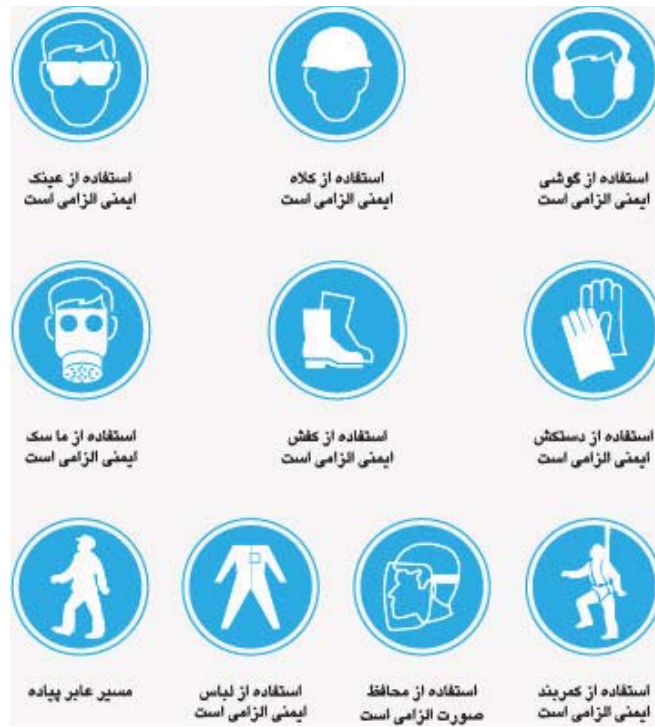 استفاده از گوشی
ایمنی الزامی است
استفاده از کلاه
ایمنی الزامی است
استفاده از عینک
ایمنی الزامی است
استفاده از دستکش
ایمنی الزامی است
استفاده از کفش
ایمنی الزامی است
استفاده از ما سک
ایمنی الزامی است
استفاده از کمربند
ایمنی الزامی است
استفاده از محافظ
صورت الزامی است
استفاده از لباس
ایمنی الزامی است
مسیر عابر پیاده